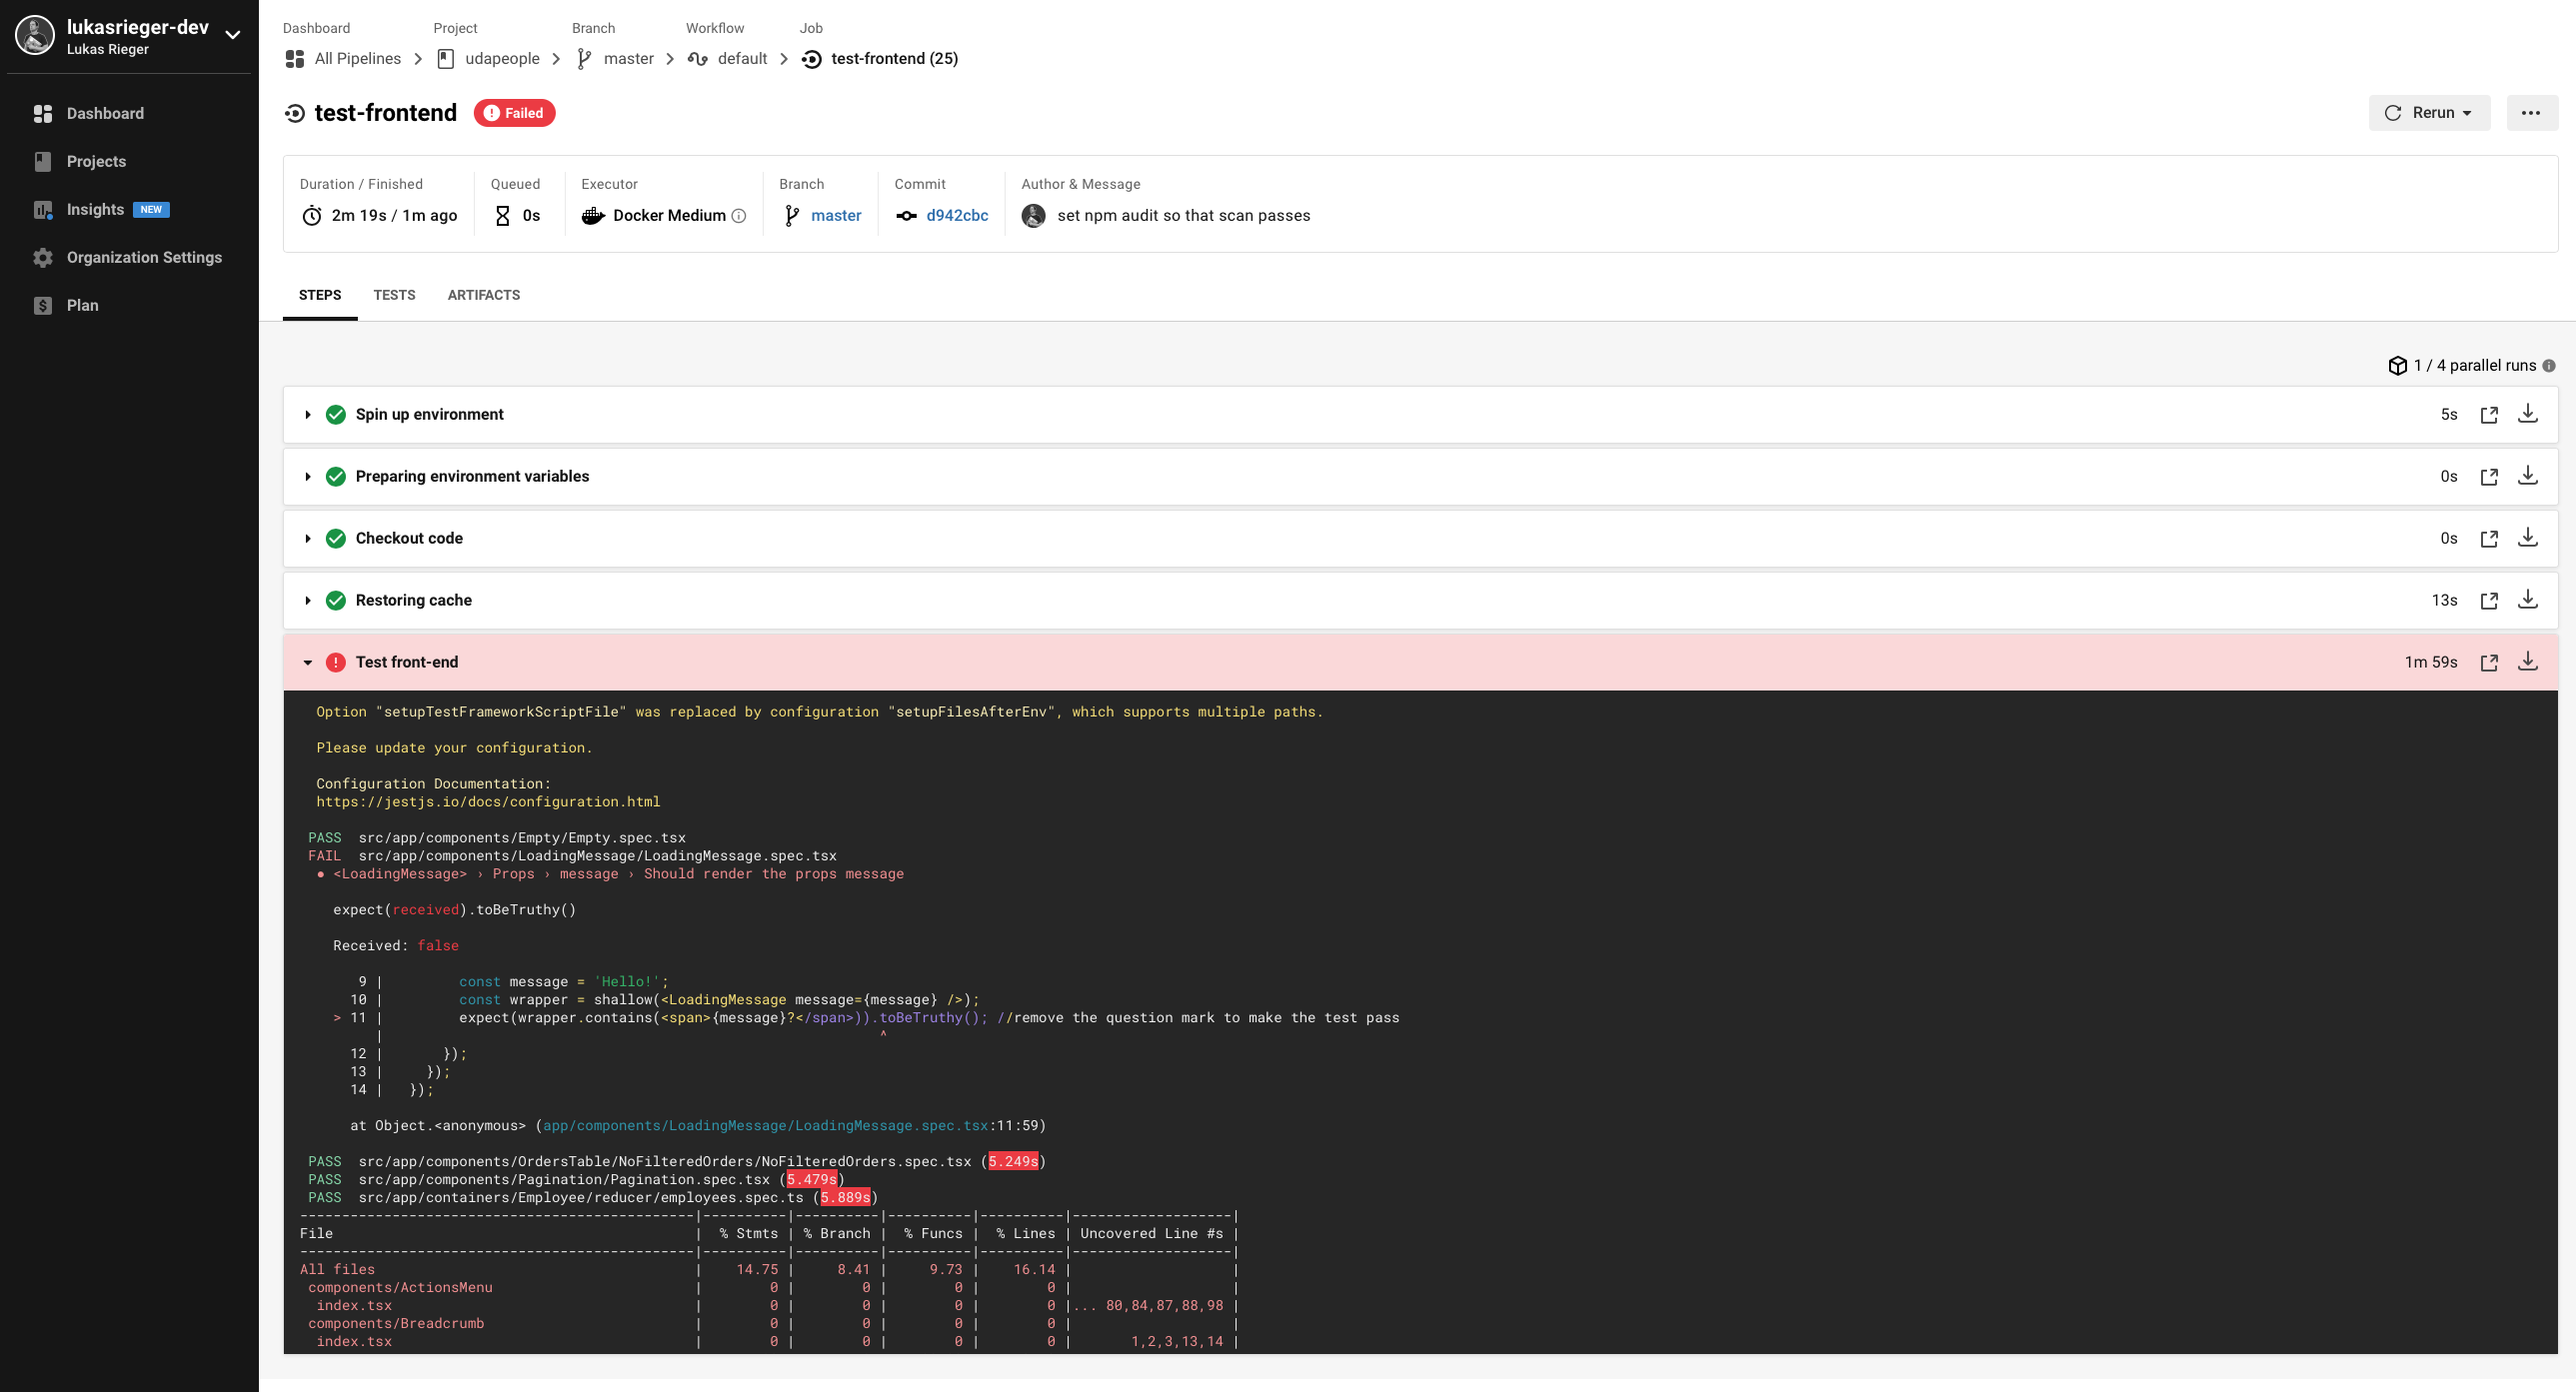 lukasrieger-dev
Lukas Rieger
Dashboard
Projects
Insights NEW
Organization Settings
Plan
Dashboard Project Branch Workflow Job
All Pipelines udapeople master default test-frontend (25)
test-frontend Failed Rerun
Duration / Finished Queued Executor Branch Commit Author & Message
2m 19s / 1m ago 0s Docker Medium master d942cbc set npm audit so that scan passes
STEPS TESTS ARTIFACTS
1 / 4 parallel runs
Spin up environment 5s
Preparing environment variables 0s
Checkout code 0s
Restoring cache 13s
Test front-end 1m 59s
Option "setupTestFrameworkScriptFile" was replaced by configuration "setupFilesAfterEnv", which supports multiple paths.
Please update your configuration.
Configuration Documentation:
https://jestjs.io/docs/configuration.html
PASS src/app/components/Empty/Empty.spec.tsx
FAIL src/app/components/LoadingMessage/LoadingMessage.spec.tsx
● <LoadingMessage> › Props › message › Should render the props message
expect(received).toBeTruthy()
Received: false
9 | const message = 'Hello!';
10 | const wrapper = shallow(<LoadingMessage message={message} />);
> 11 | expect(wrapper.contains(<span>{message}?</span>)).toBeTruthy(); //remove the question mark to make the test pass
| ^
12 | });
13 | });
14 | });
at Object.<anonymous> (app/components/LoadingMessage/LoadingMessage.spec.tsx:11:59)
PASS src/app/components/OrdersTable/NoFilteredOrders/NoFilteredOrders.spec.tsx (5.249s)
PASS src/app/components/Pagination/Pagination.spec.tsx (5.479s)
PASS src/app/containers/Employee/reducer/employees.spec.ts (5.889s)
-----------------------------------------------|----------|----------|----------|----------|-------------------|
File | % Stmts | % Branch | % Funcs | % Lines | Uncovered Line #s |
-----------------------------------------------|----------|----------|----------|----------|-------------------|
All files | 14.75 | 8.41 | 9.73 | 16.14 | |
components/ActionsMenu | 0 | 0 | 0 | 0 | |
index.tsx | 0 | 0 | 0 | 0 |... 80,84,87,88,98 |
components/Breadcrumb | 0 | 0 | 0 | 0 | |
index.tsx | 0 | 0 | 0 | 0 | 1,2,3,13,14 |